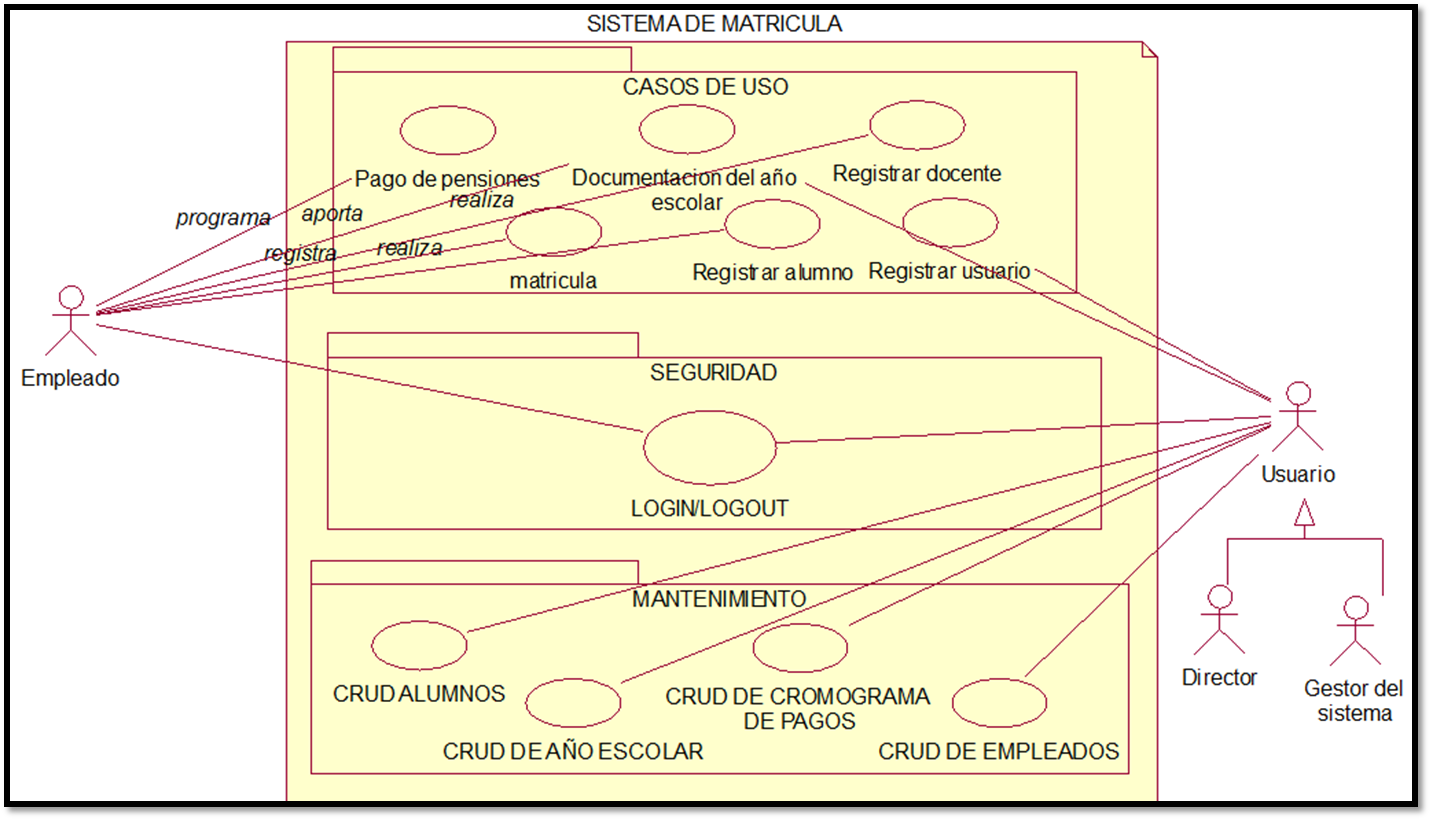 SISTEMA DE MATRICULA
CASOS DE USO
Pago de pensiones
Documentacion del año
escolar
Registrar docente
programa
aporta
realiza
registra
realiza
matricula
Registrar alumno
Registrar usuario
Empleado
SEGURIDAD
LOGIN/LOGOUT
Usuario
MANTENIMIENTO
CRUD ALUMNOS
CRUD DE CROMOGRAMA
DE PAGOS
CRUD DE AÑO ESCOLAR
CRUD DE EMPLEADOS
Director
Gestor del
sistema